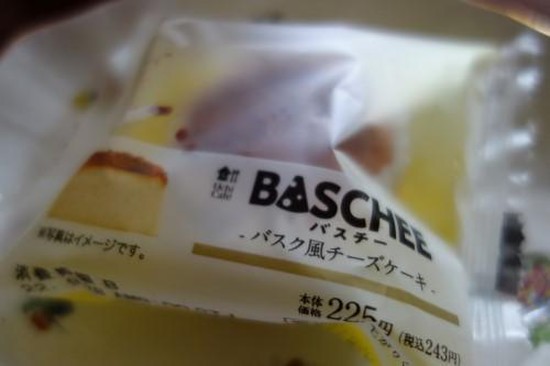 Uchi
Café
BASCHEE
バスチー
- バスク風チーズケーキ -
※写真はイメージです。
本体
価格 225円 (税込243円)